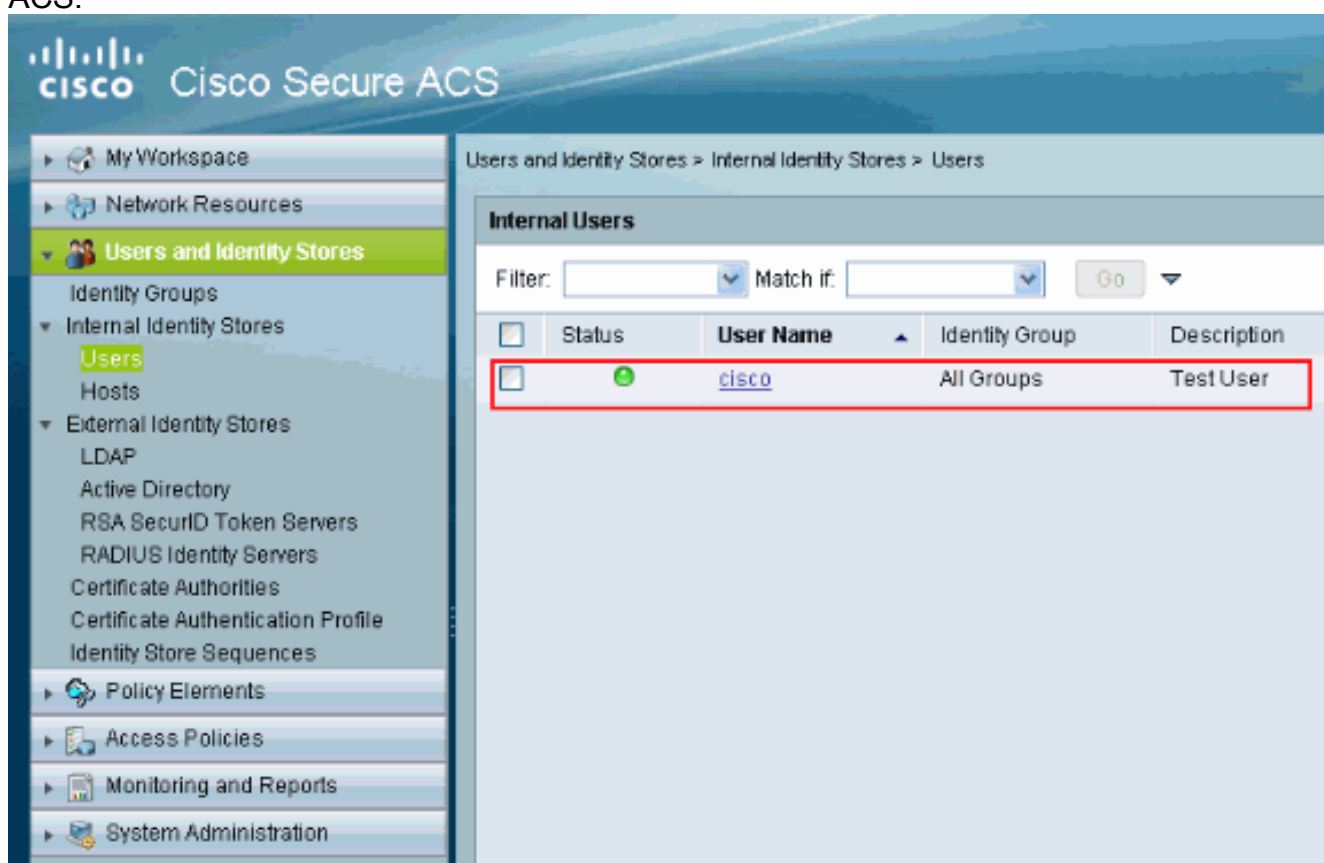 ACS.
CISCO Cisco Secure ACS
My Workspace
Network Resources
Users and Identity Stores
Identity Groups
Internal Identity Stores
Users
Hosts
External Identity Stores
LDAP
Active Directory
RSA SecurID Token Servers
RADIUS Identity Servers
Certificate Authorities
Certificate Authentication Profile
Identity Store Sequences
Policy Elements
Access Policies
Monitoring and Reports
System Administration
Users and Identity Stores > Internal Identity Stores > Users
Internal Users
Filter: Match if: Go
Status User Name Identity Group Description
cisco All Groups Test User